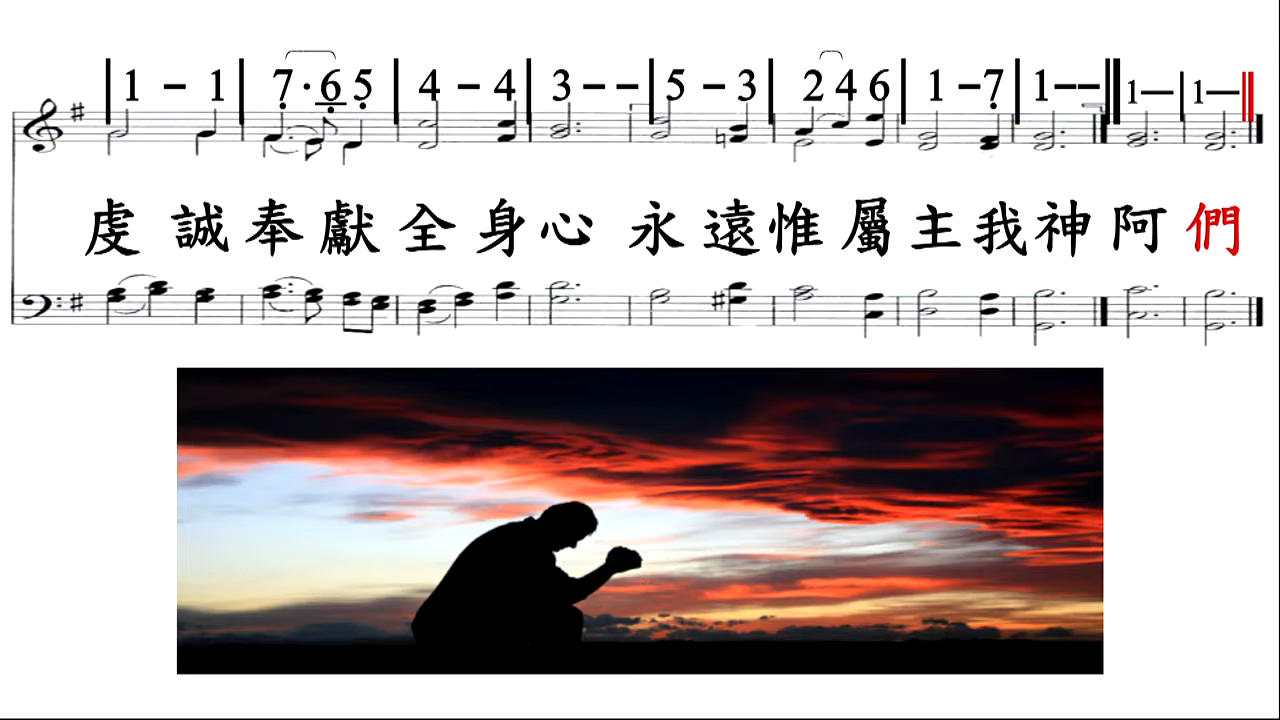 1 – 1 7 · 6 5 4 – 4 3 – – 5 – 3 2 4 6 1 – 7 1 – – 1 — 1 —
虔誠奉獻全身心 永遠惟屬主我神阿們